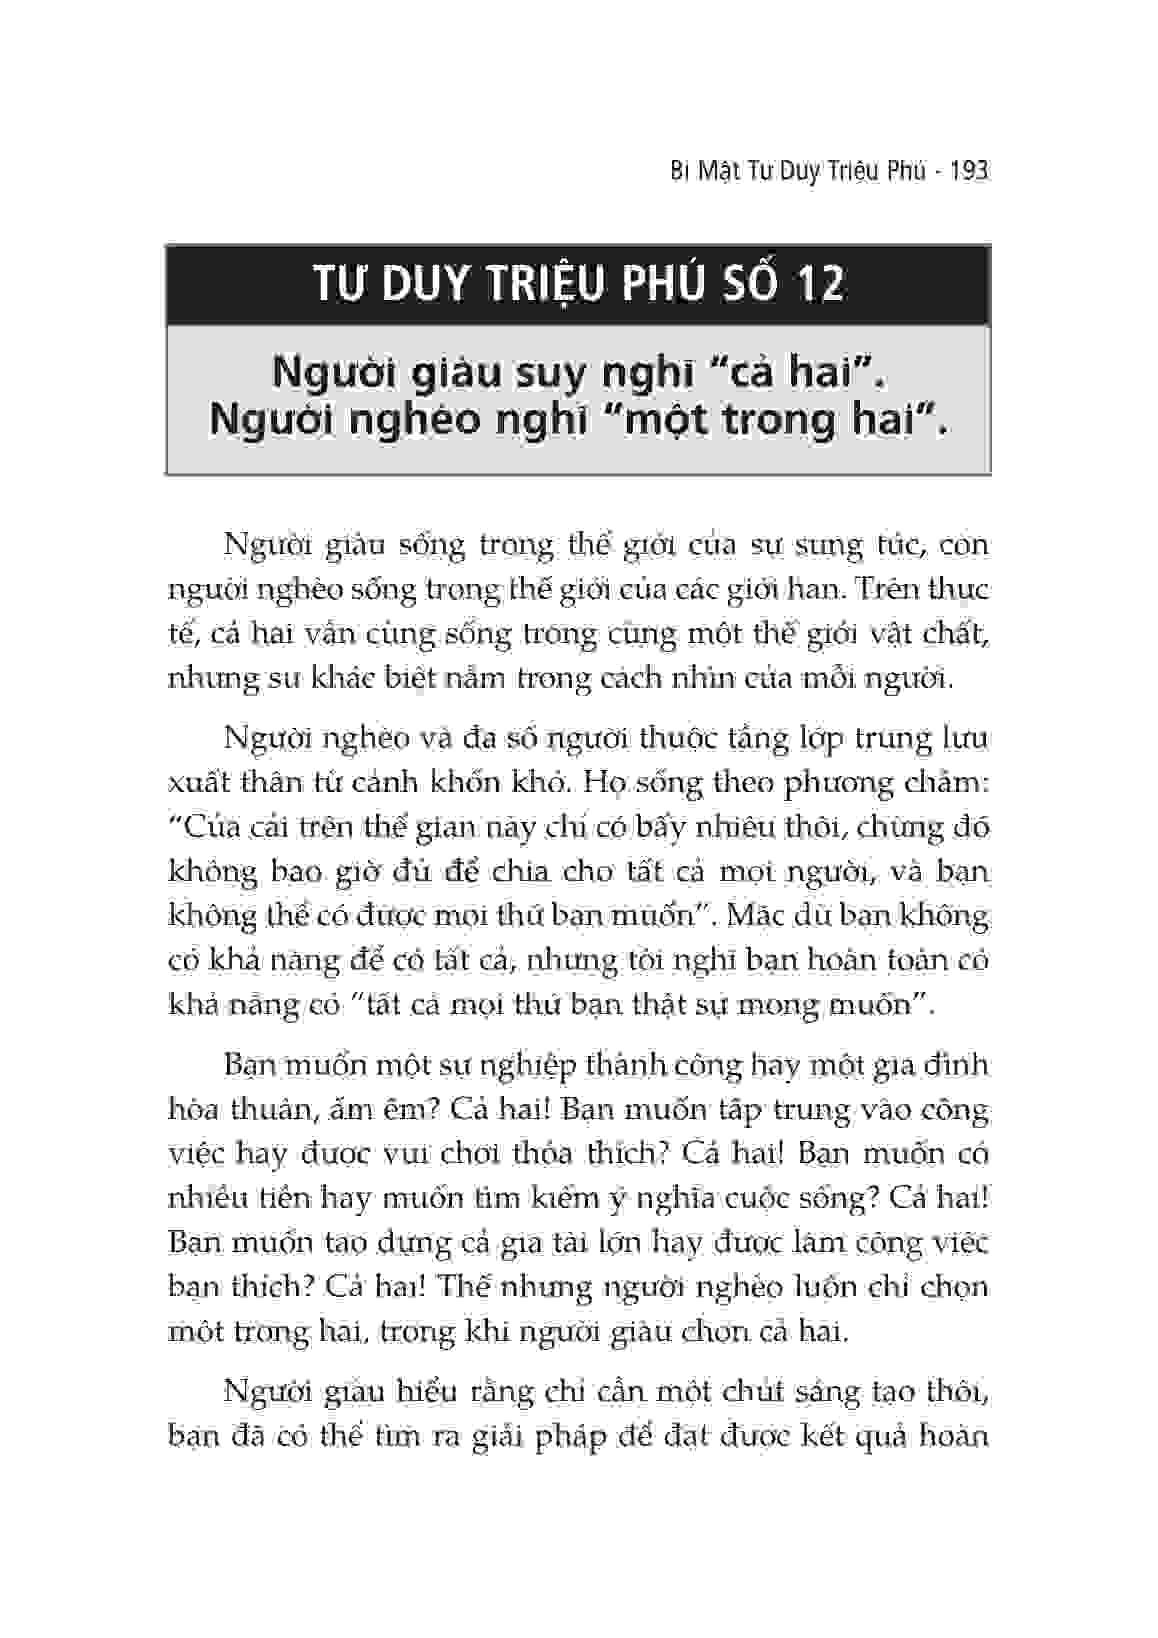 Bí Mật Tư Duy Triệu Phú - 193
TƯ DUY TRIỆU PHÚ SỐ 12
Người giàu suy nghĩ “cả hai”.
Người nghèo nghĩ “một trong hai”.
Người giàu sống trong thế giới của sự sung túc, còn
người nghèo sống trong thế giới của các giới hạn. Trên thực
tế, cả hai vẫn cùng sống trong cùng một thế giới vật chất,
nhưng sự khác biệt nằm trong cách nhìn của mỗi người.
Người nghèo và đa số người thuộc tầng lớp trung lưu
xuất thân từ cảnh khốn khó. Họ sống theo phương châm:
“Của cải trên thế gian này chỉ có bấy nhiêu thôi, chừng đó
không bao giờ đủ để chia cho tất cả mọi người, và bạn
không thể có được mọi thứ bạn muốn”. Mặc dù bạn không
có khả năng để có tất cả, nhưng tôi nghĩ bạn hoàn toàn có
khả năng có “tất cả mọi thứ bạn thật sự mong muốn”.
Bạn muốn một sự nghiệp thành công hay một gia đình
hòa thuận, ấm êm? Cả hai! Bạn muốn tập trung vào công
việc hay được vui chơi thỏa thích? Cả hai! Bạn muốn có
nhiều tiền hay muốn tìm kiếm ý nghĩa cuộc sống? Cả hai!
Bạn muốn tạo dựng cả gia tài lớn hay được làm công việc
bạn thích? Cả hai! Thế nhưng người nghèo luôn chỉ chọn
một trong hai, trong khi người giàu chọn cả hai.
Người giàu hiểu rằng chỉ cần một chút sáng tạo thôi,
bạn đã có thể tìm ra giải pháp để đạt được kết quả hoàn